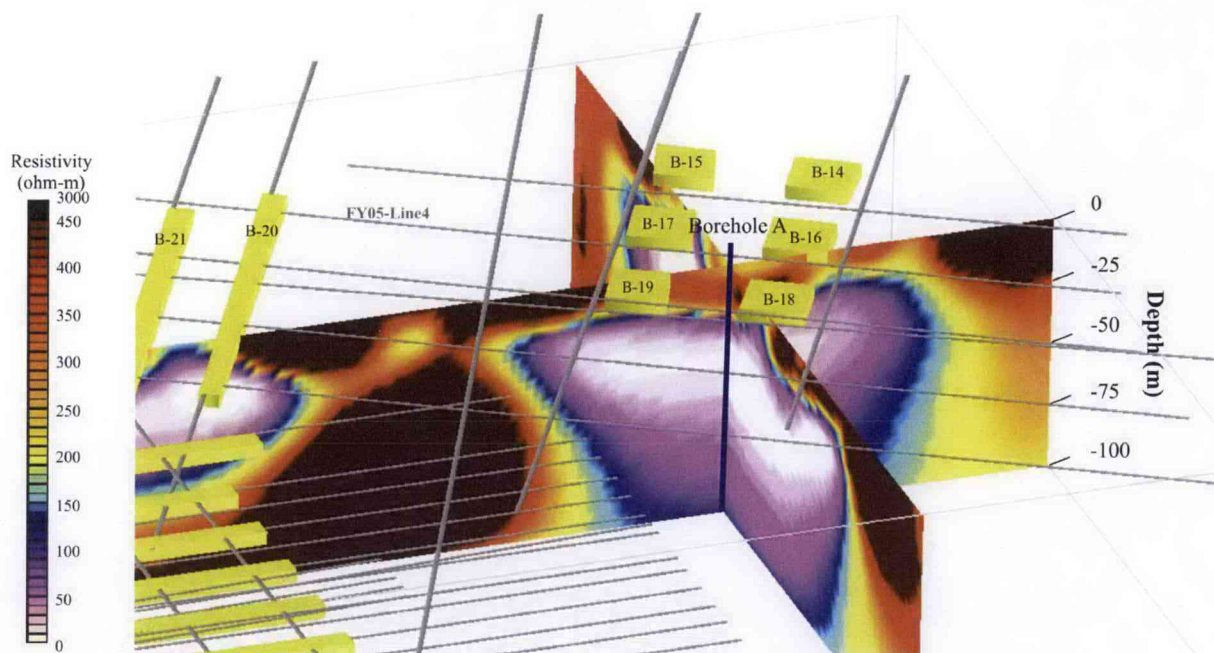 Resistivity
(ohm-m)
3000
450
400
350
300
250
200
150
100
50
0
B-21
B-20
FY05-Line4
B-15
B-14
B-17
Borehole A
B-16
B-19
B-18
0
-25
-50
-75
-100
Depth (m)